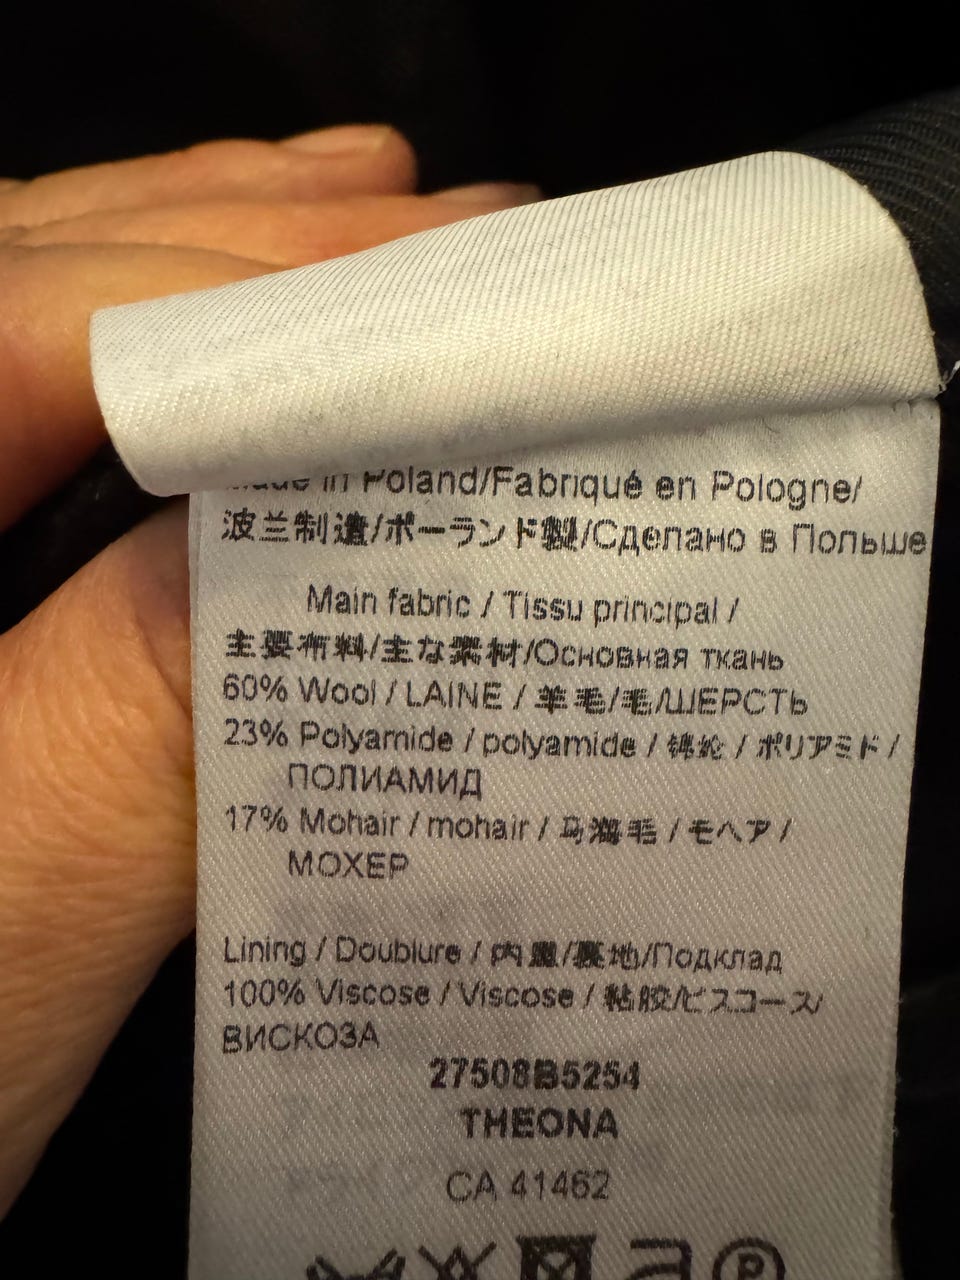 Made in Poland/Fabriqué en Pologne/
波兰制造/ポーランド製/Сделано в Польше
Main fabric / Tissu principal /
主要布料/主な素材/Основная ткань
60% Wool / LAINE / 羊毛/毛/ШЕРСТЬ
23% Polyamide / polyamide / 锦纶 / ポリアミド /
ПОЛИАМИД
17% Mohair / mohair / 马海毛 / モヘア /
МОХЕР
Lining / Doublure / 内里/裏地/Подклад
100% Viscose / Viscose / 粘胶/ビスコース/
ВИСКОЗА
27508B5254
THEONA
CA 41462
P